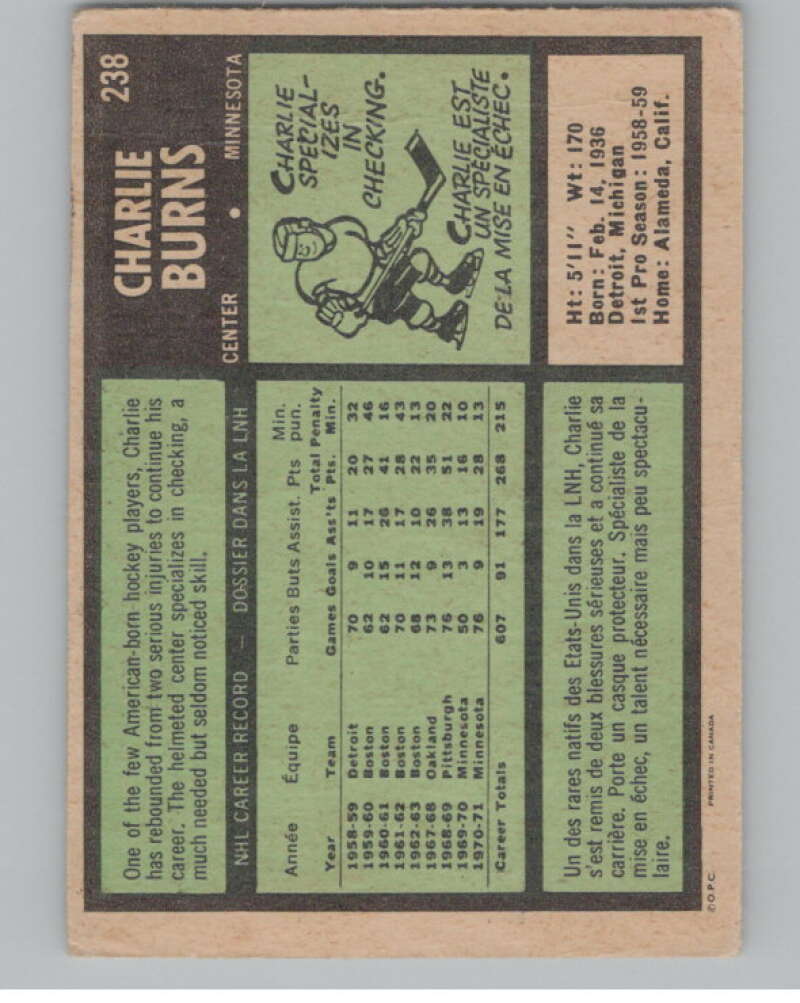 One of the few American-born hockey players, Charlie
has rebounded from two serious injuries to continue his
career. The helmeted center specializes in checking, a
much needed but seldom noticed skill.
CHARLIE
BURNS
238
CENTER • MINNESOTA
NHL CAREER RECORD — DOSSIER DANS LA LNH
Année Équipe Parties Buts Assist. Pts Min. pun.
Year Team Games Goals Ass'ts Total Pts. Penalty Min.
1958-59 Detroit 70 9 11 20 32
1959-60 Boston 62 10 17 27 46
1960-61 Boston 62 15 26 41 16
1961-62 Boston 70 11 17 28 43
1962-63 Boston 68 12 10 22 13
1967-68 Oakland 73 9 26 35 20
1968-69 Pittsburgh 76 13 38 51 22
1969-70 Minnesota 50 3 13 16 10
1970-71 Minnesota 76 9 19 28 13
Career Totals 607 91 177 268 215
CHARLIE
SPECIAL-
IZES
IN
CHECKING.
CHARLIE EST
UN SPÉCIALISTE
DE LA MISE EN ÉCHEC.
Un des rares natifs des Etats-Unis dans la LNH, Charlie
s'est remis de deux blessures sérieuses et a continué sa
carrière. Porte un casque protecteur. Spécialiste de la
mise en échec, un talent nécessaire mais peu spectacu-
laire.
Ht: 5'11" Wt: 170
Born: Feb. 14, 1936
Detroit, Michigan
1st Pro Season: 1958-59
Home: Alameda, Calif.
©O.P.C. PRINTED IN CANADA